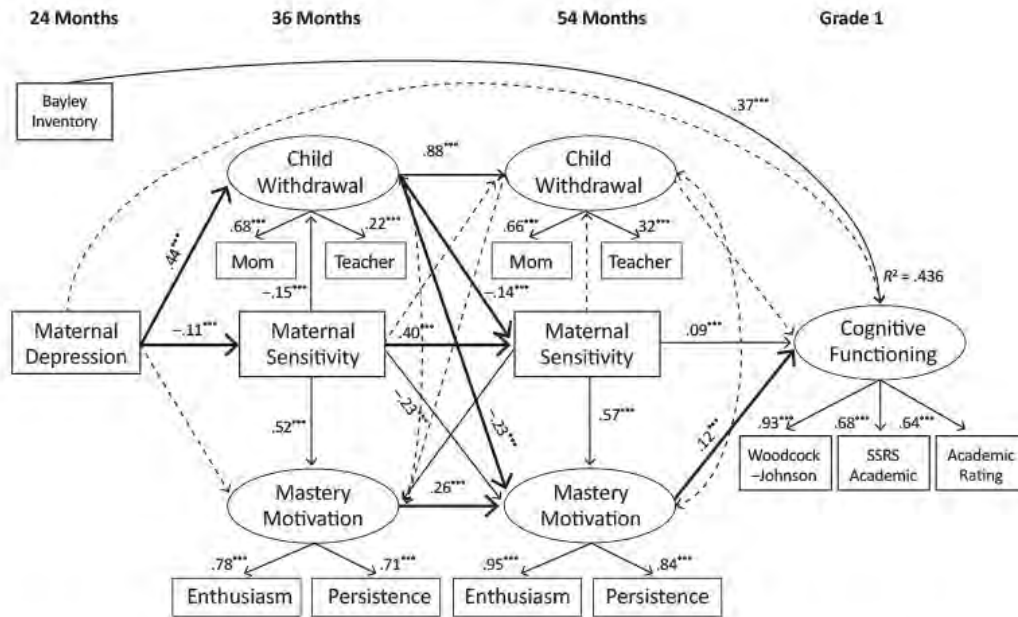 24 Months
36 Months
54 Months
Grade 1
Bayley
Inventory
.37***
Child
Withdrawal
.88***
Child
Withdrawal
.68***
.22***
.66***
.32***
.44***
Mom
Teacher
Mom
Teacher
R² = .436
–.15***
–.14***
Maternal
Depression
–.11***
Maternal
Sensitivity
.40***
Maternal
Sensitivity
.09***
Cognitive
Functioning
.52***
–.23***
–.23***
.57***
.12***
.93***
.68***
.64***
Woodcock
–Johnson
SSRS
Academic
Academic
Rating
Mastery
Motivation
.26***
Mastery
Motivation
.78***
.71***
.95***
.84***
Enthusiasm
Persistence
Enthusiasm
Persistence